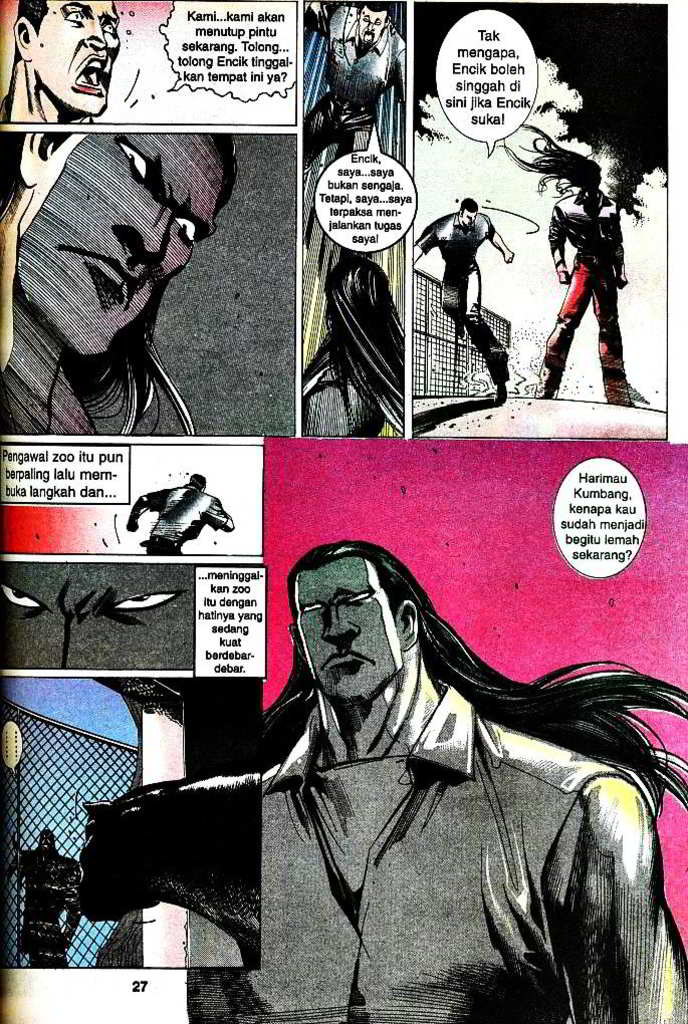 Kami...kami akan
menutup pintu
sekarang. Tolong...
tolong Encik tinggal-
kan tempat ini ya?
Encik,
saya...saya
bukan sengaja.
Tetapi, saya...saya
terpaksa men-
jalankan tugas
saya!
Tak
mengapa,
Encik boleh
singgah di
sini jika Encik
suka!
Pengawal zoo itu pun
berpaling lalu mem-
buka langkah dan...
...meninggal-
kan zoo
itu dengan
hatinya yang
sedang
kuat
berdebar-
debar.
Harimau
Kumbang,
kenapa kau
sudah menjadi
begitu lemah
sekarang?
........
27